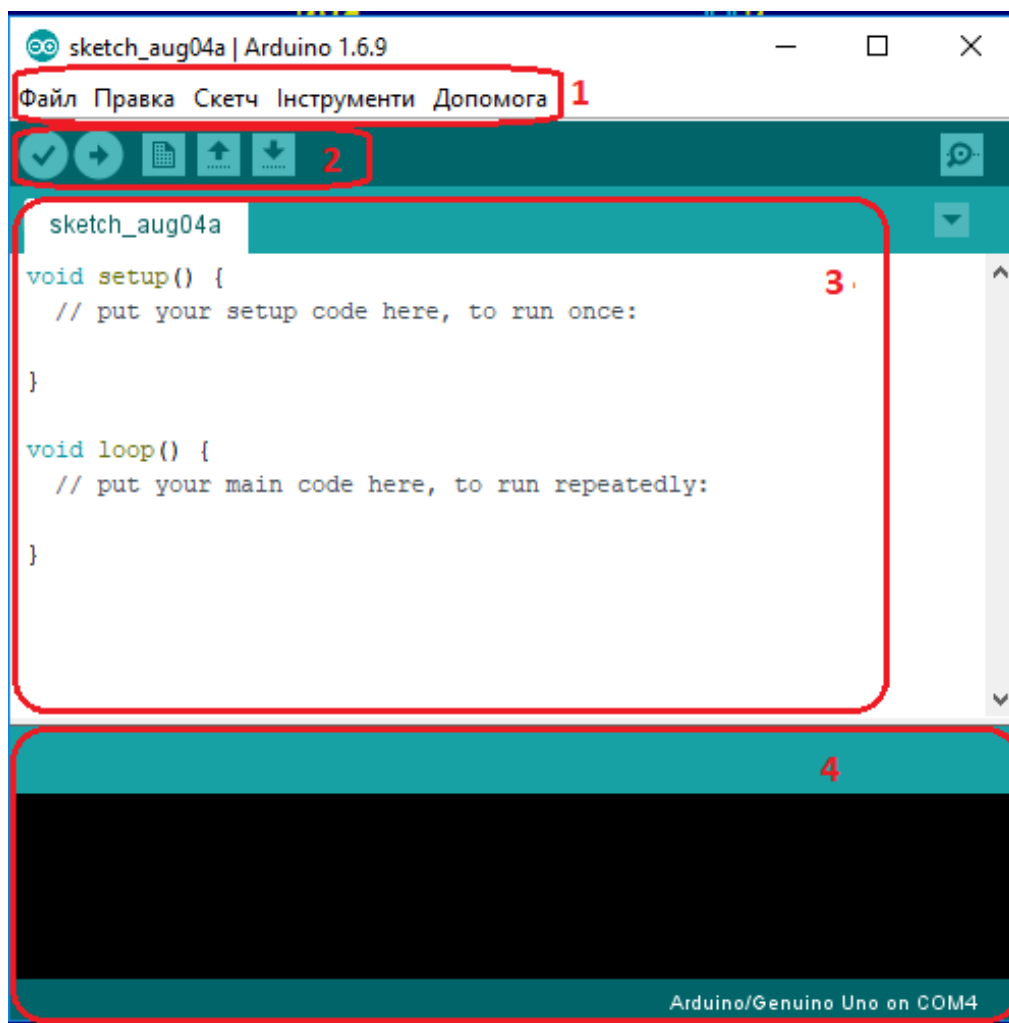 sketch_aug04a | Arduino 1.6.9
Файл Правка Скетч Інструменти Допомога 1
2
sketch_aug04a
void setup() {
3
// put your setup code here, to run once:
}
void loop() {
// put your main code here, to run repeatedly:
}
4
Arduino/Genuino Uno on COM4